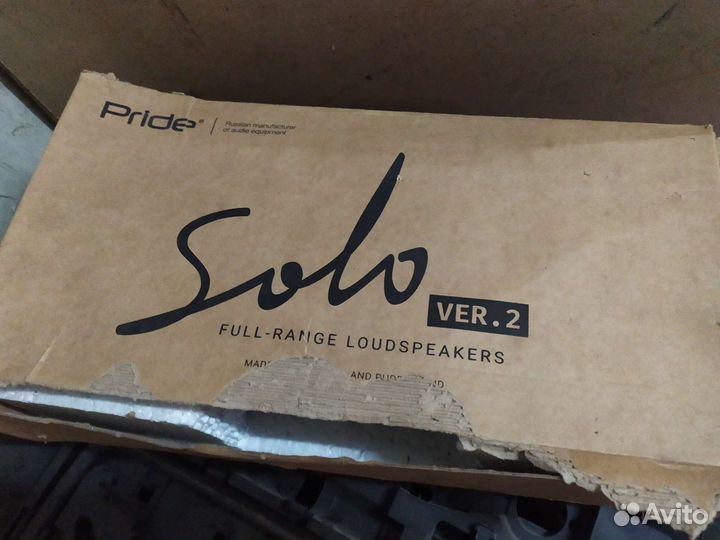 Pride®
Russian manufacturer
of audio equipment
Solo
VER.2
FULL-RANGE LOUDSPEAKERS
AND
Avito